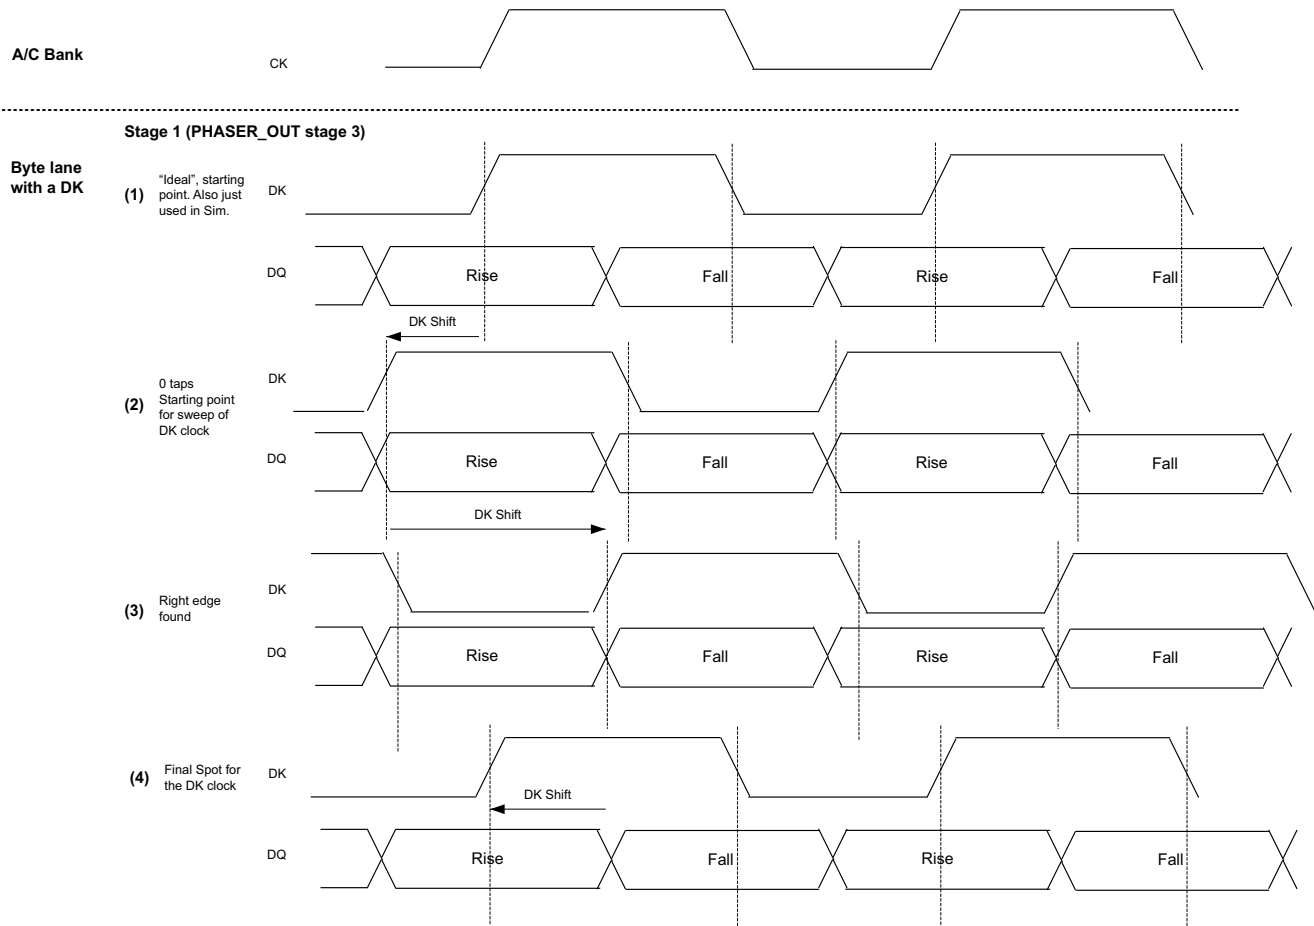 A/C Bank
CK
Stage 1 (PHASER_OUT stage 3)
Byte lane
with a DK
(1)
“Ideal”, starting
point. Also just
used in Sim.
DK
DQ
Rise
Fall
Rise
Fall
DK Shift
(2)
0 taps
Starting point
for sweep of
DK clock
DK
DQ
Rise
Fall
Rise
Fall
DK Shift
(3)
Right edge
found
DK
DQ
Rise
Fall
Rise
Fall
(4)
Final Spot for
the DK clock
DK
DK Shift
DQ
Rise
Fall
Rise
Fall